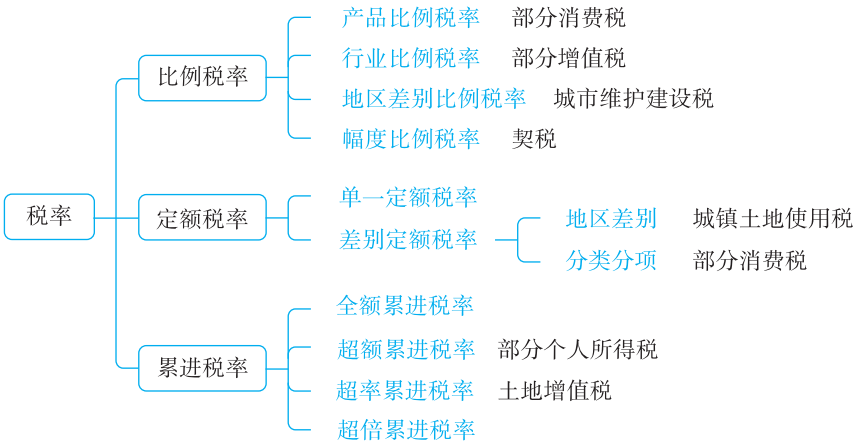 税率
比例税率
产品比例税率 部分消费税
行业比例税率 部分增值税
地区差别比例税率 城市维护建设税
幅度比例税率 契税
定额税率
单一定额税率
差别定额税率
地区差别 城镇土地使用税
分类分项 部分消费税
累进税率
全额累进税率
超额累进税率 部分个人所得税
超率累进税率 土地增值税
超倍累进税率